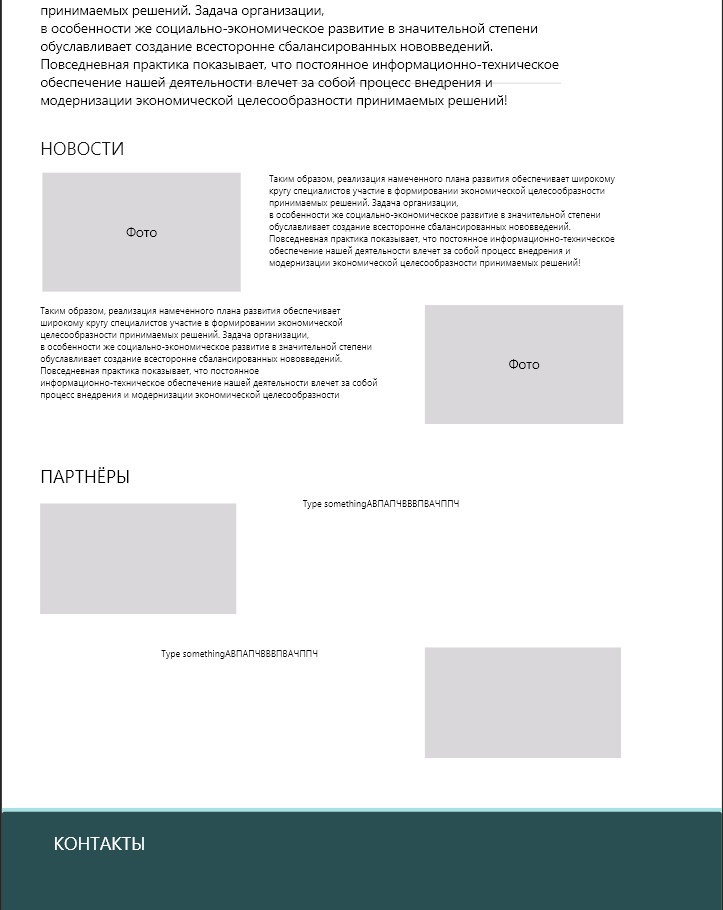 принимаемых решений. Задача организации,
в особенности же социально-экономическое развитие в значительной степени
обуславливает создание всесторонне сбалансированных нововведений.
Повседневная практика показывает, что постоянное информационно-техническое
обеспечение нашей деятельности влечет за собой процесс внедрения и
модернизации экономической целесообразности принимаемых решений!
НОВОСТИ
Фото
Таким образом, реализация намеченного плана развития обеспечивает широкому
кругу специалистов участие в формировании экономической целесообразности
принимаемых решений. Задача организации,
в особенности же социально-экономическое развитие в значительной степени
обуславливает создание всесторонне сбалансированных нововведений.
Повседневная практика показывает, что постоянное информационно-техническое
обеспечение нашей деятельности влечет за собой процесс внедрения и
модернизации экономической целесообразности принимаемых решений!
Таким образом, реализация намеченного плана развития обеспечивает
широкому кругу специалистов участие в формировании экономической
целесообразности принимаемых решений. Задача организации,
в особенности же социально-экономическое развитие в значительной степени
обуславливает создание всесторонне сбалансированных нововведений.
Повседневная практика показывает, что постоянное
информационно-техническое обеспечение нашей деятельности влечет за собой
процесс внедрения и модернизации экономической целесообразности
Фото
ПАРТНЁРЫ
Type somethingАВПАПЧВВВПВАЧППЧ
Type somethingАВПАПЧВВВПВАЧППЧ
КОНТАКТЫ